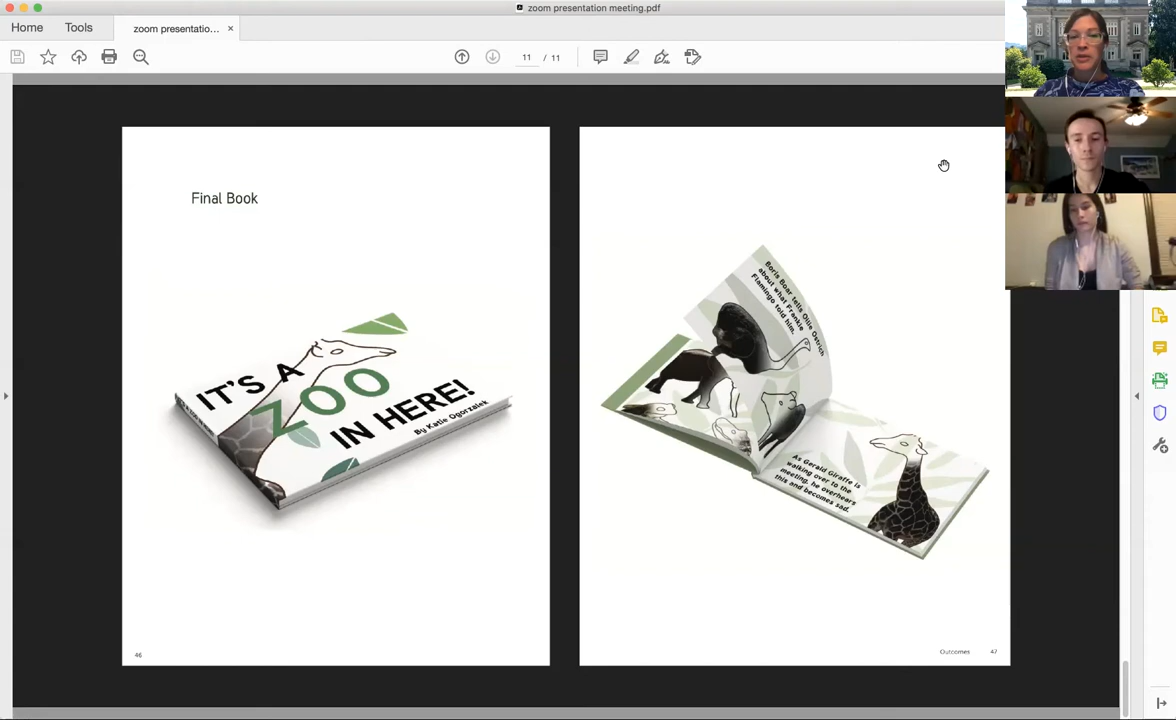 zoom presentation meeting.pdf
Home
Tools
zoom presentatio...
×
11 / 11
Final Book
IT'S A
ZOO
IN HERE!
By Katie Ogorzalek
46
Boris Boar tells Ollie Ostrich
about what Frankie
Flamingo told him.
As Gerald Giraffe is
walking over to the
meeting, he overhears
this and becomes sad.
Outcomes 47